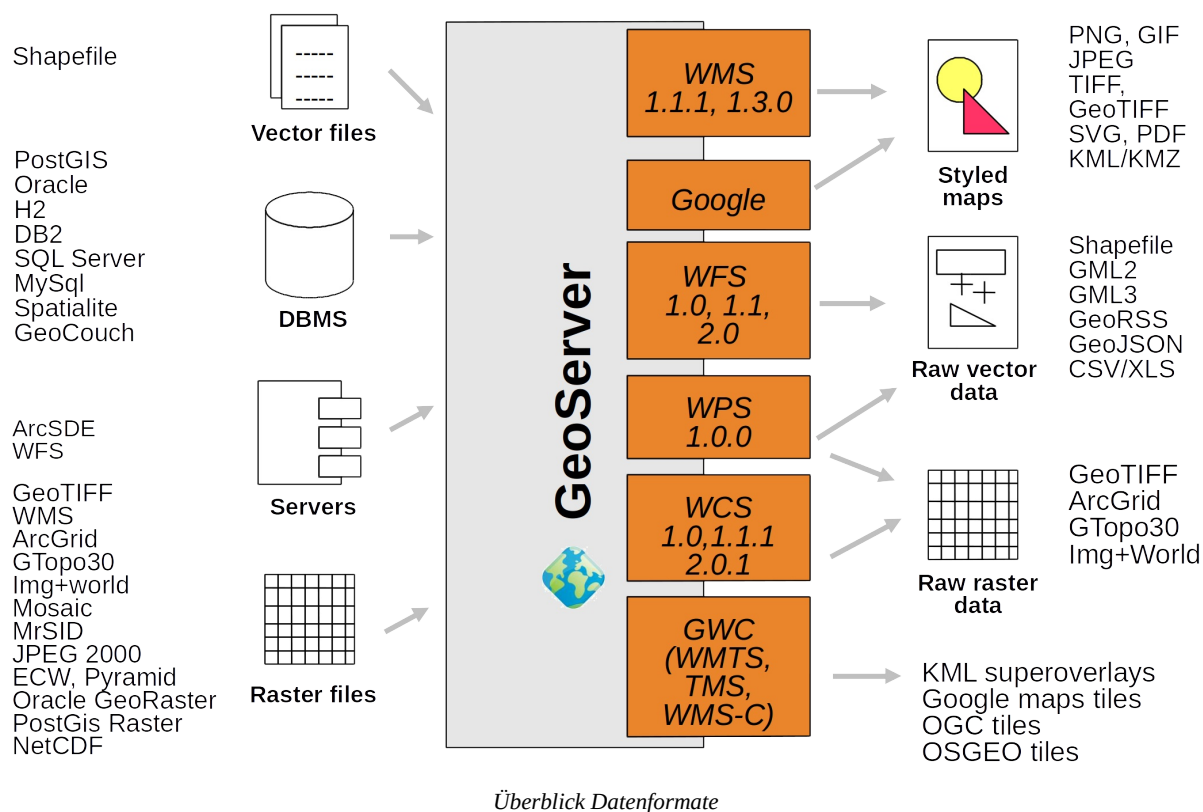 Shapefile
Vector files
PostGIS
Oracle
H2
DB2
SQL Server
MySql
Spatialite
GeoCouch
DBMS
ArcSDE
WFS
Servers
GeoTIFF
WMS
ArcGrid
GTopo30
Img+world
Mosaic
MrSID
JPEG 2000
ECW, Pyramid
Oracle GeoRaster
PostGis Raster
NetCDF
Raster files
GeoServer
WMS
1.1.1, 1.3.0
Google
WFS
1.0, 1.1,
2.0
WPS
1.0.0
WCS
1.0,1.1.1
2.0.1
GWC
(WMTS,
TMS,
WMS-C)
Styled
maps
PNG, GIF
JPEG
TIFF,
GeoTIFF
SVG, PDF
KML/KMZ
Raw vector
data
Shapefile
GML2
GML3
GeoRSS
GeoJSON
CSV/XLS
Raw raster
data
GeoTIFF
ArcGrid
GTopo30
Img+World
KML superoverlays
Google maps tiles
OGC tiles
OSGEO tiles
Überblick Datenformate